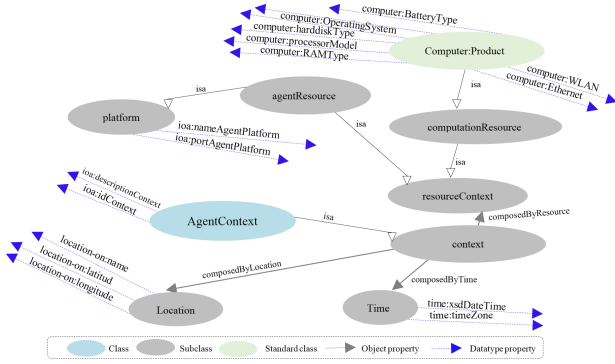 computer:BatteryType
computer:OperatingSystem
computer:harddiskType
computer:processorModel
computer:RAMType
Computer:Product
computer:WLAN
computer:Ethernet
isa
agentResource
isa
platform
ioa:nameAgentPlatform
ioa:portAgentPlatform
isa
computationResource
isa
resourceContext
ioa:descriptionContext
ioa:idContext
AgentContext
isa
composedByResource
context
location-on:name
location-on:latitud
location-on:longitude
composedByLocation
composedByTime
Location
Time
time:xsdDateTime
time:timeZone
Class
Subclass
Standard class
Object property
Datatype property